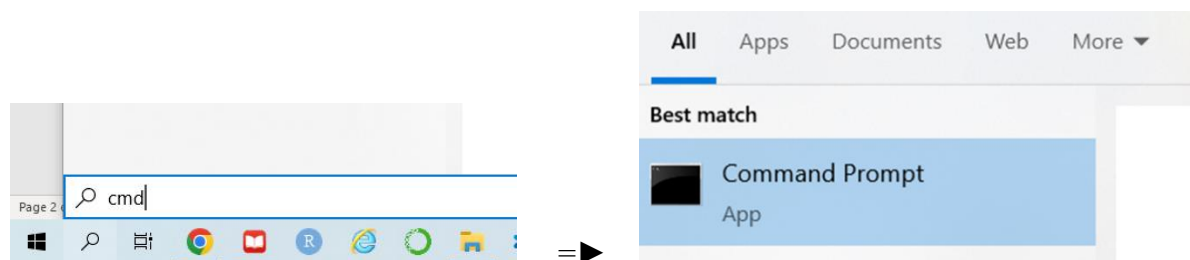 All Apps Documents Web More
Best match
Command Prompt
App
cmd
Page 2
R
=►